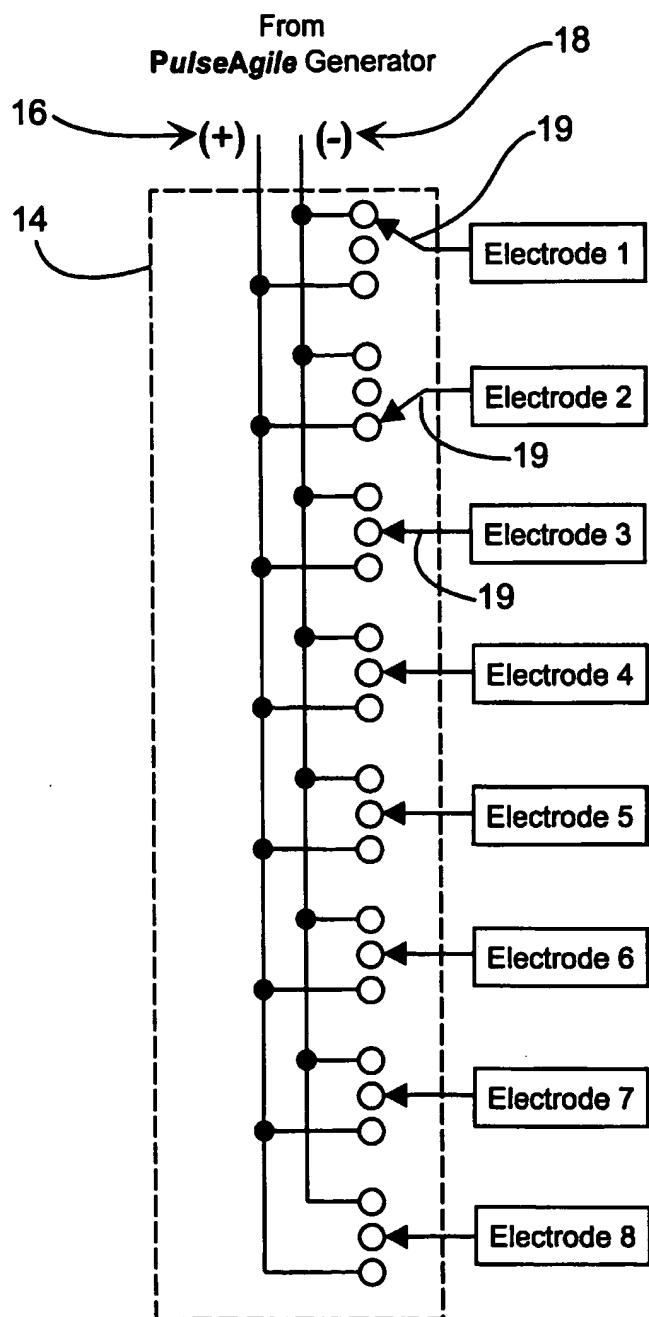 From
PulseAgile Generator
18
16
(+)
(-)
19
14
Electrode 1
Electrode 2
19
Electrode 3
19
Electrode 4
Electrode 5
Electrode 6
Electrode 7
Electrode 8